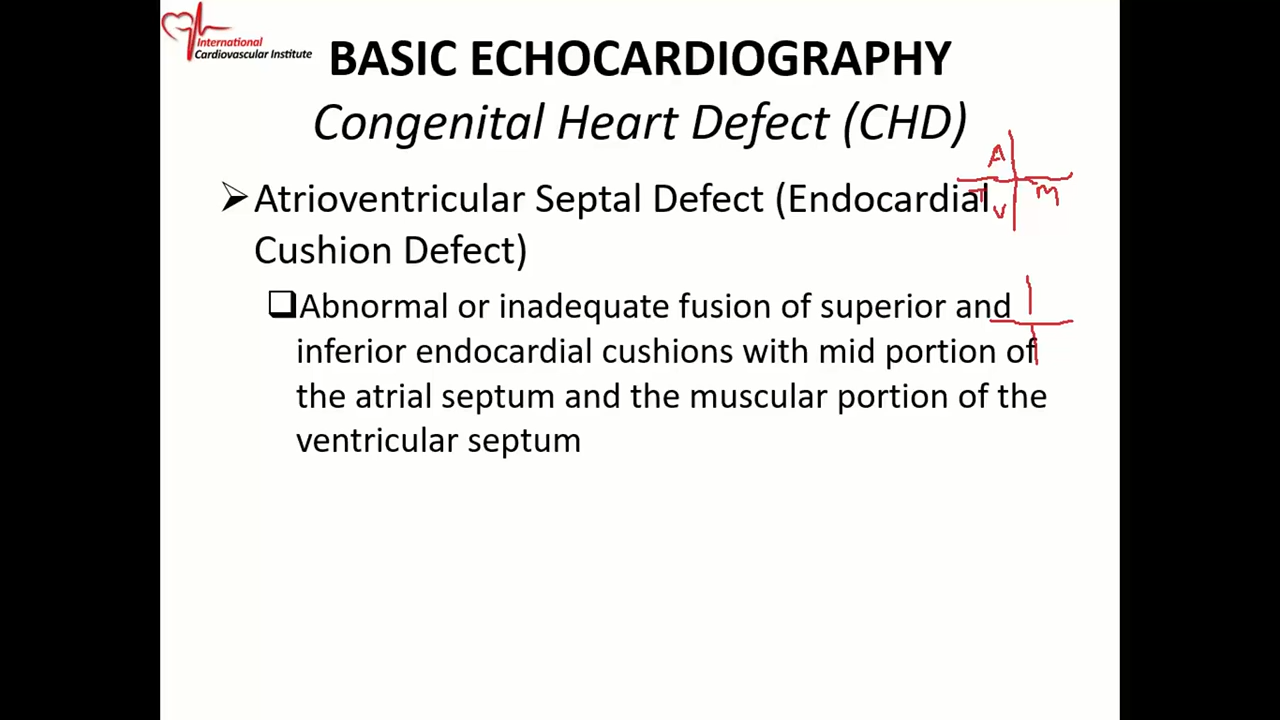 International
Cardiovascular Institute
BASIC ECHOCARDIOGRAPHY
Congenital Heart Defect (CHD)
A
T M
V
➢ Atrioventricular Septal Defect (Endocardial
Cushion Defect)
❑ Abnormal or inadequate fusion of superior and
inferior endocardial cushions with mid portion of
the atrial septum and the muscular portion of the
ventricular septum